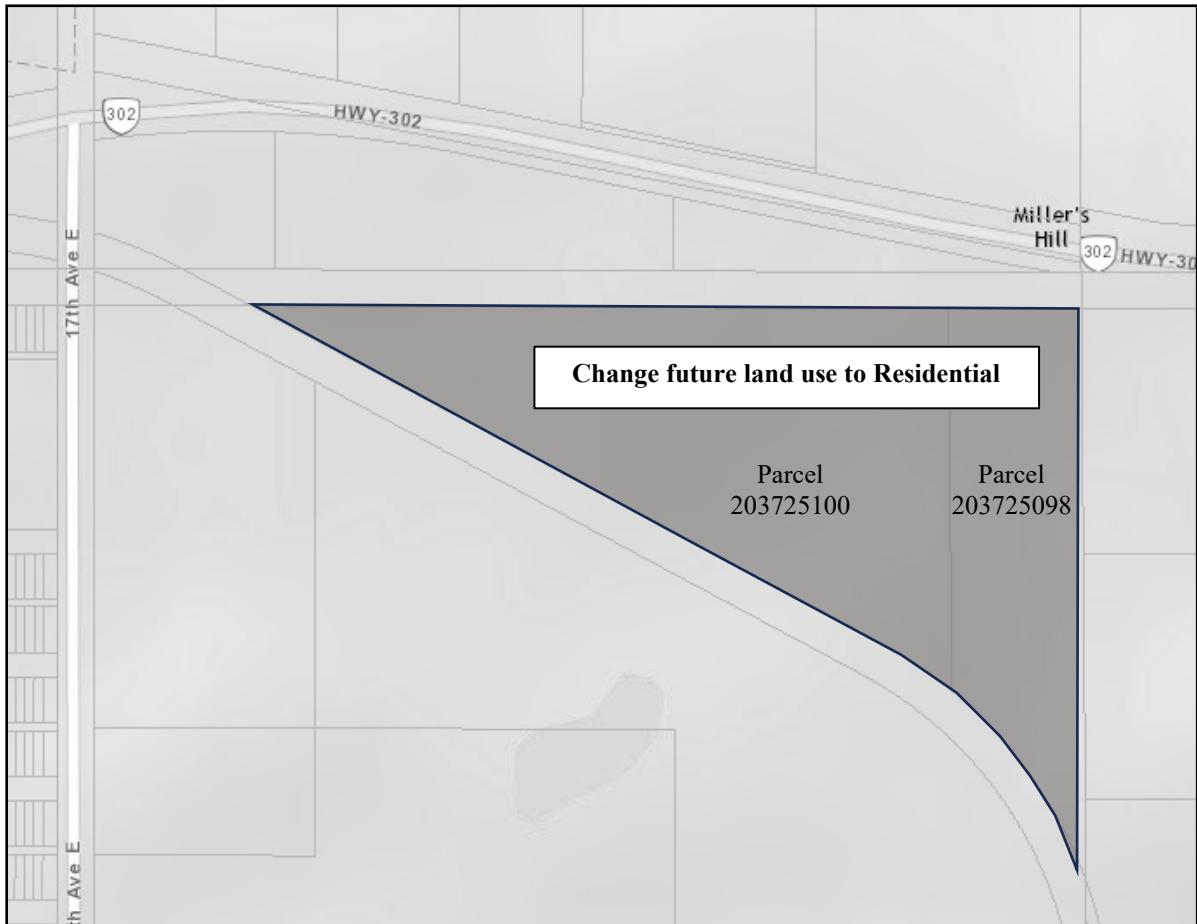 302
HWY-302
Miller's
Hill
302
HWY-30
17th Ave E
Change future land use to Residential
Parcel
203725100
Parcel
203725098
th Ave E